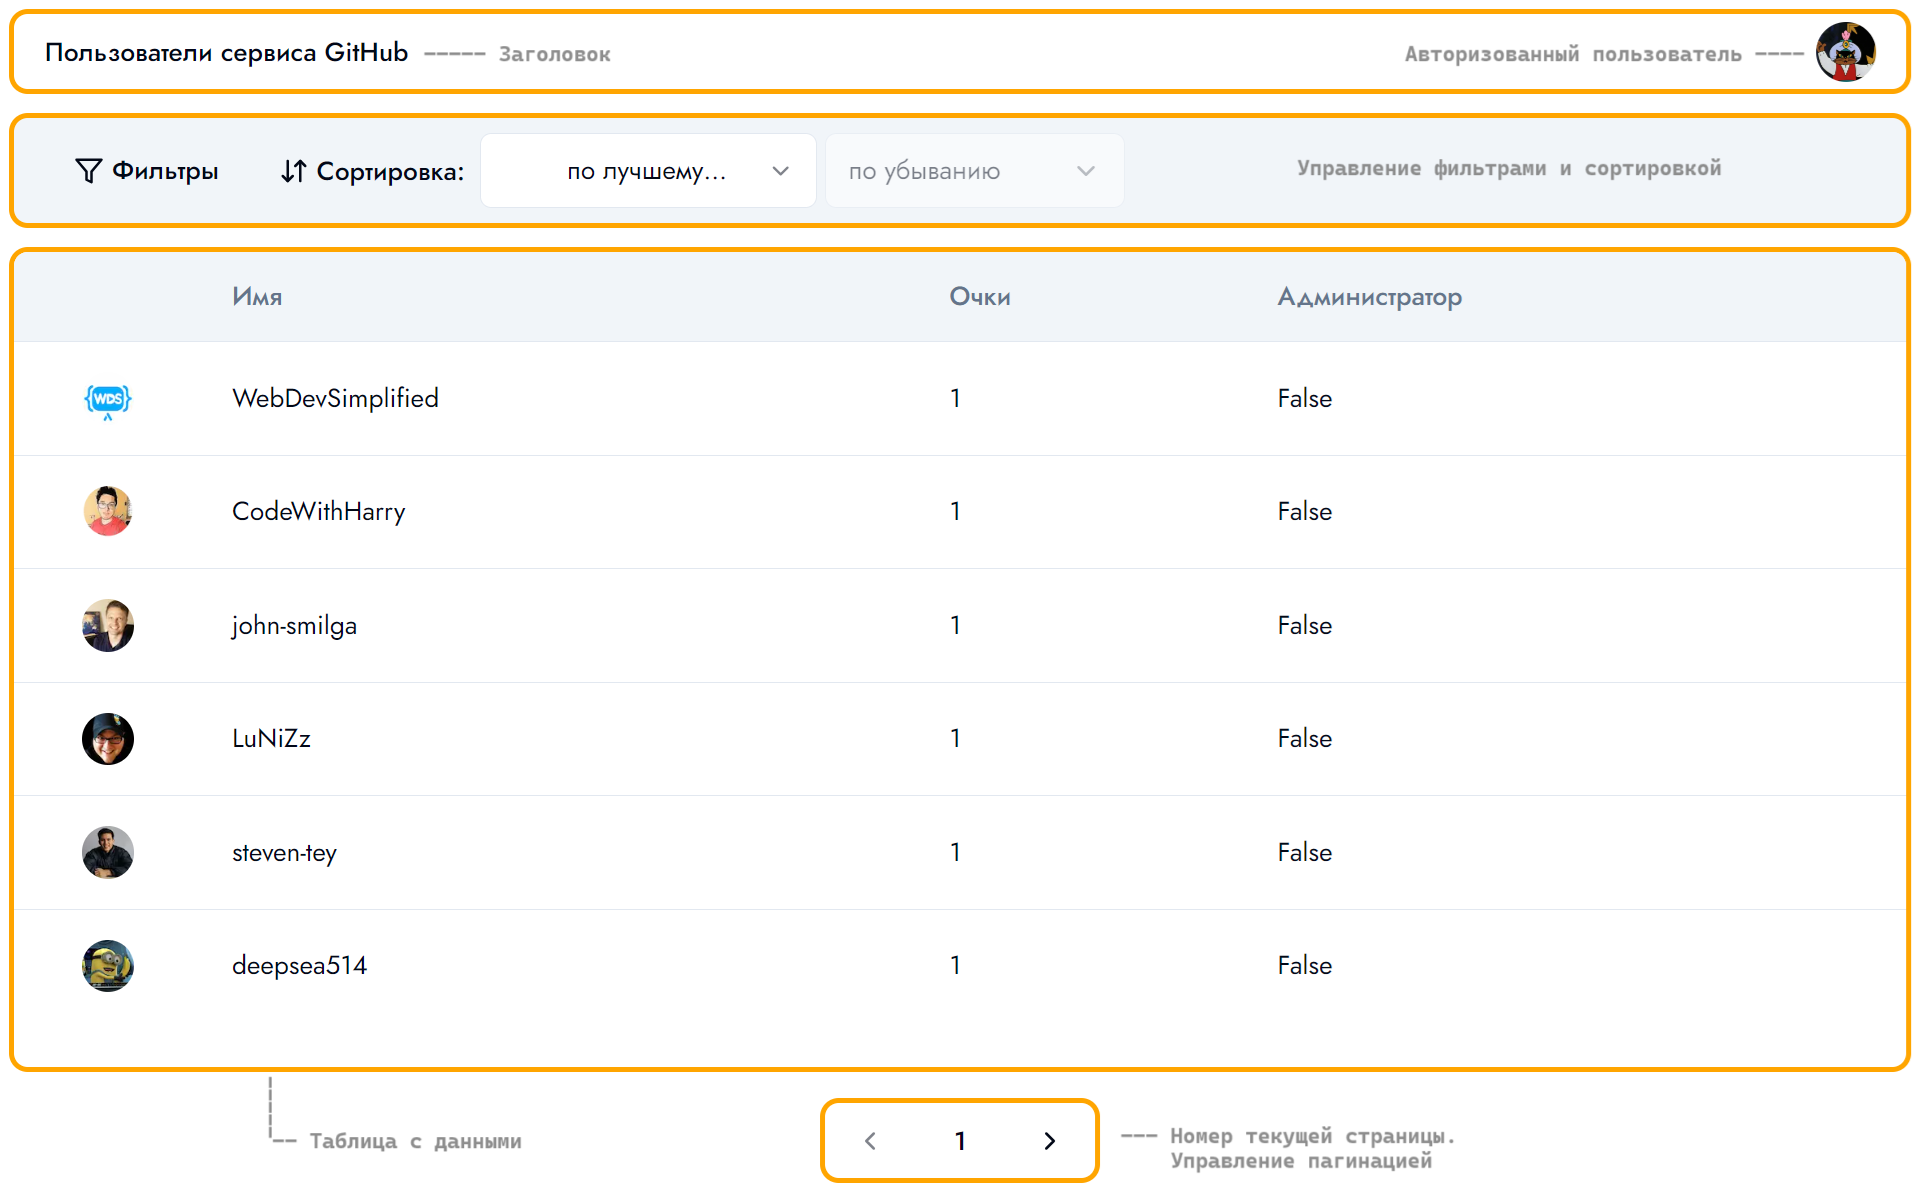 Пользователи сервиса GitHub ----- Заголовок
Авторизованный пользователь ----
Фильтры
Сортировка:
по лучшему...
по убыванию
Управление фильтрами и сортировкой
Имя Очки Администратор
{WDS}
WebDevSimplified 1 False
CodeWithHarry 1 False
john-smilga 1 False
LuNiZz 1 False
steven-tey 1 False
deepsea514 1 False
Таблица с данными
1
Номер текущей страницы.
Управление пагинацией